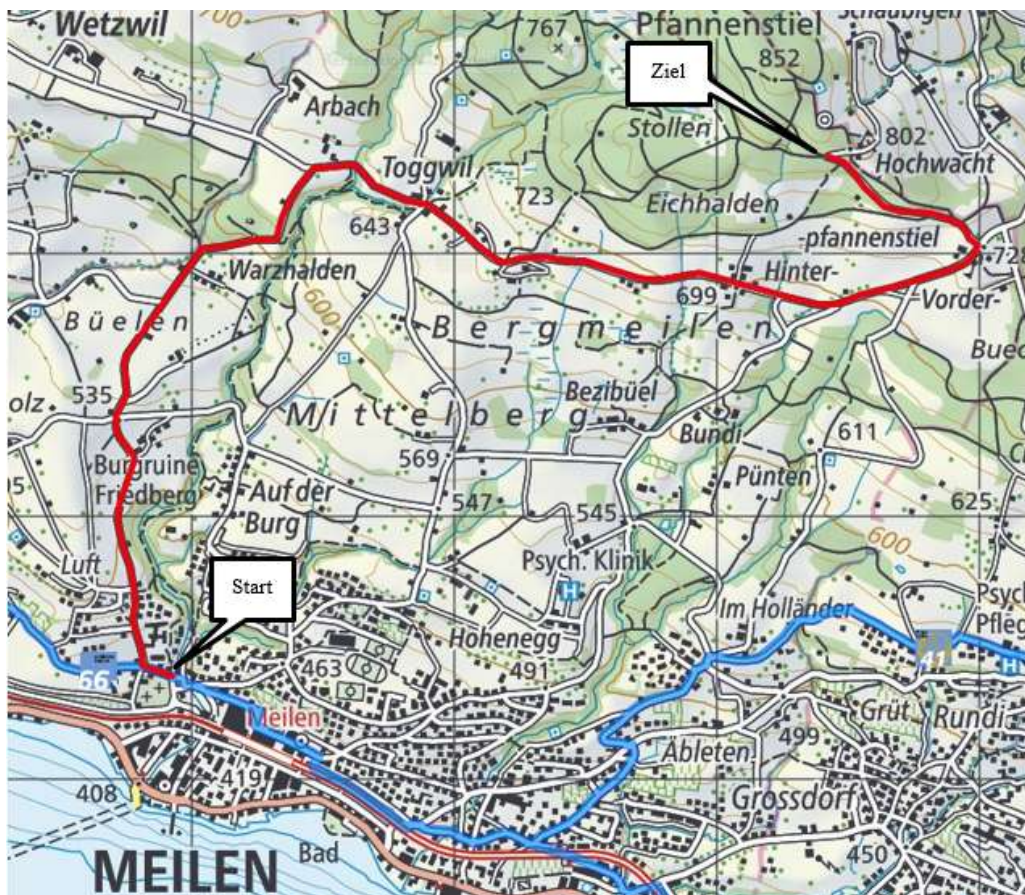 Wetzwil
700
767
Pfannenstiel
Schäubigen
852
Ziel
Arbach
Stollen
802
Hochwacht
Toggwil
723
Eichhalden
643
-pfannenstiel
728
Warzhalden
Hinter-
600
699
Vorder-
Büelen
Bergmeilen
Bezibüel
535
Mittelberg
Bundi
611
Burgruine
Friedberg
569
Pünten
Auf der
Burg
547
545
625
600
Luft
Psych. Klinik
H
Start
Im Holländer
Hohenegg
41
H
66
463
491
Meilen
Grüt
Rundi
499
Ableten
419
408
Grossdorf
Bad
450
MEILEN